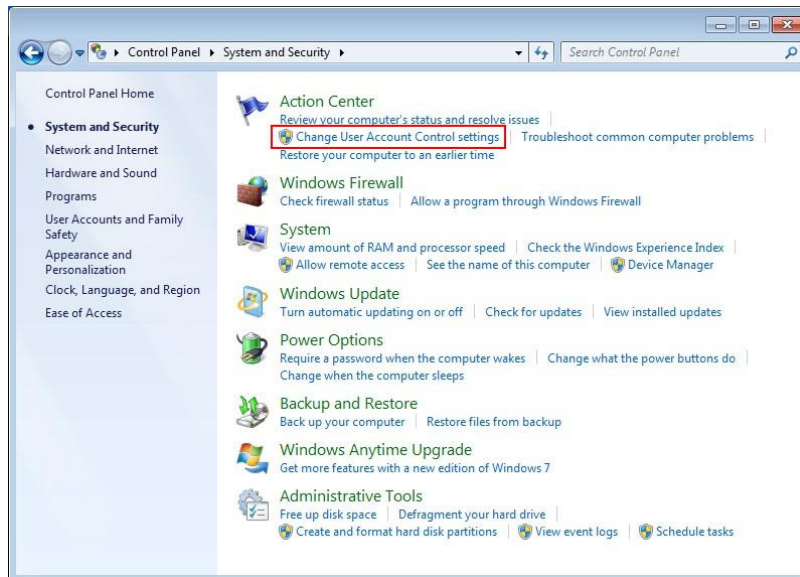 Control Panel ▸ System and Security ▸
Search Control Panel
Control Panel Home
System and Security
Network and Internet
Hardware and Sound
Programs
User Accounts and Family
Safety
Appearance and
Personalization
Clock, Language, and Region
Ease of Access
Action Center
Review your computer's status and resolve issues
Change User Account Control settings Troubleshoot common computer problems
Restore your computer to an earlier time
Windows Firewall
Check firewall status Allow a program through Windows Firewall
System
View amount of RAM and processor speed Check the Windows Experience Index
Allow remote access See the name of this computer Device Manager
Windows Update
Turn automatic updating on or off Check for updates View installed updates
Power Options
Require a password when the computer wakes Change what the power buttons do
Change when the computer sleeps
Backup and Restore
Back up your computer Restore files from backup
Windows Anytime Upgrade
Get more features with a new edition of Windows 7
Administrative Tools
Free up disk space Defragment your hard drive
Create and format hard disk partitions View event logs Schedule tasks